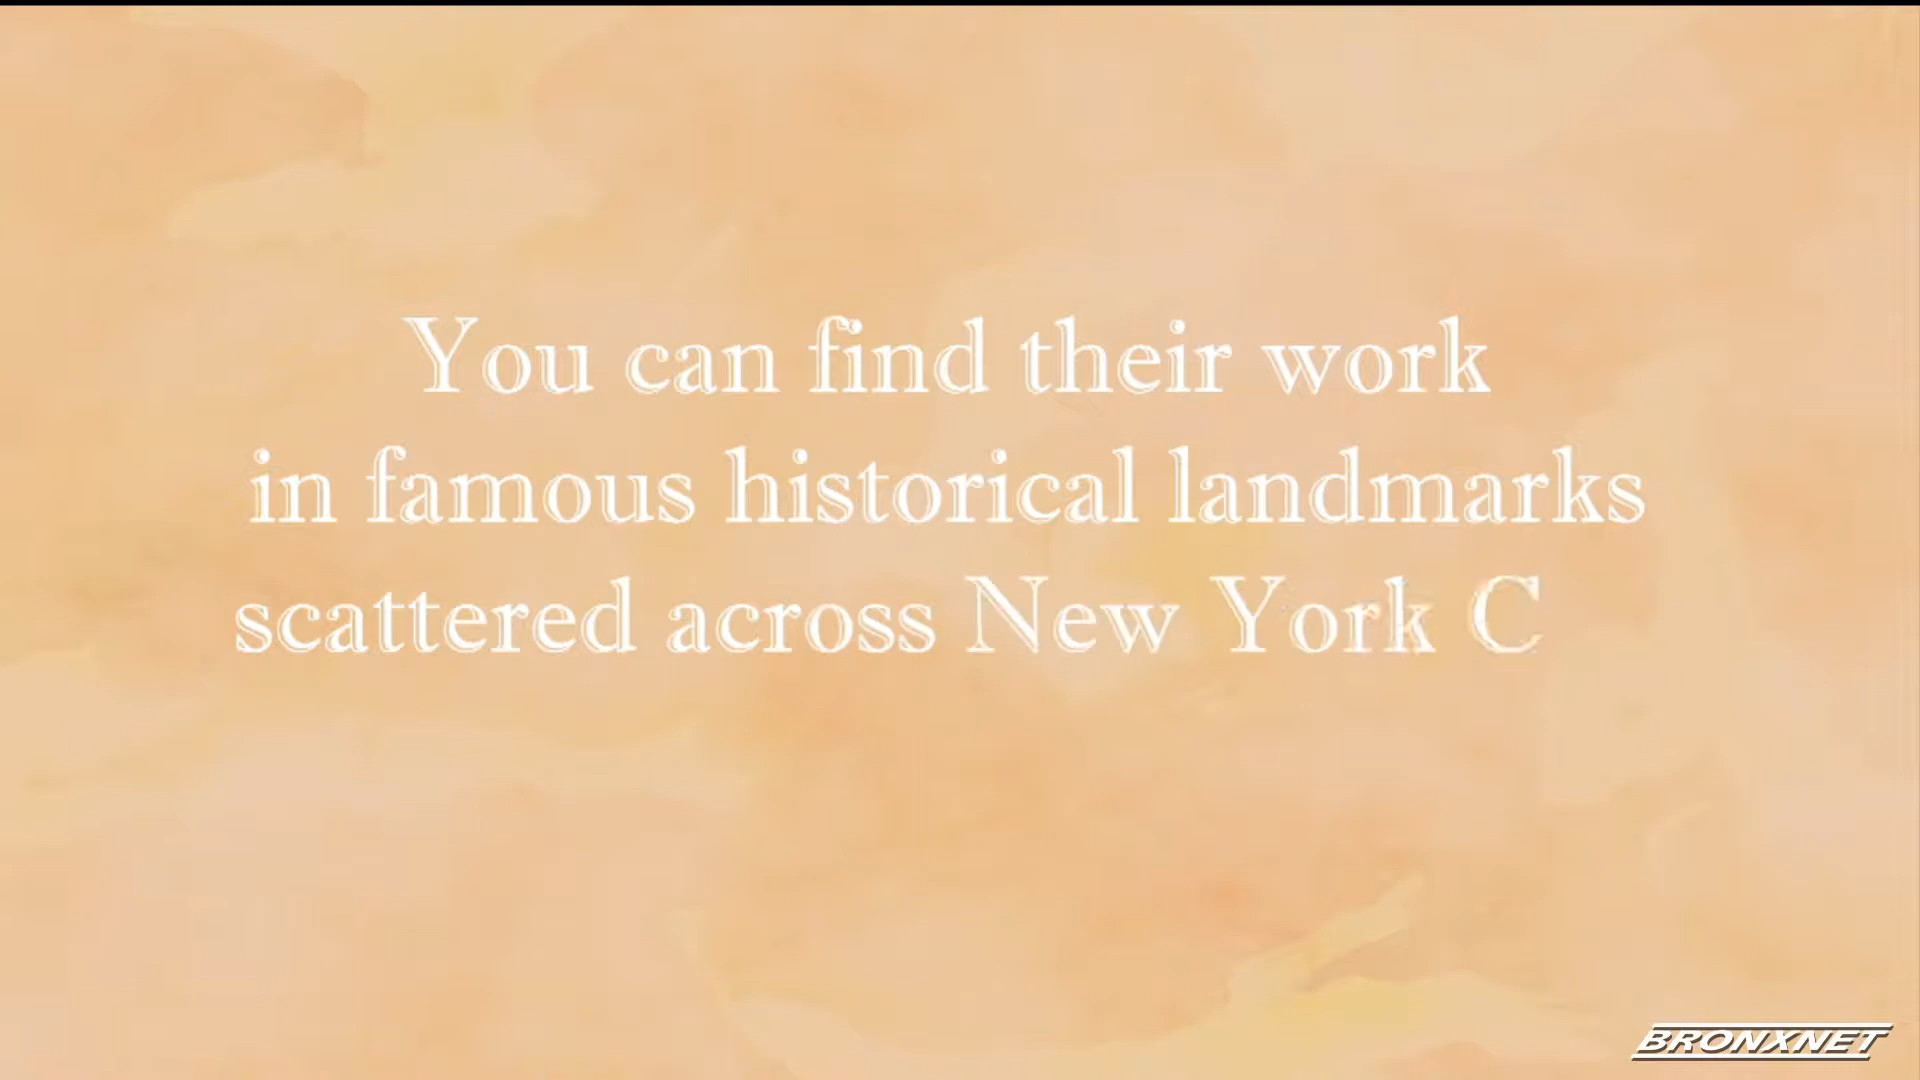 You can find their work
in famous historical landmarks
scattered across New York C
BRONXNET